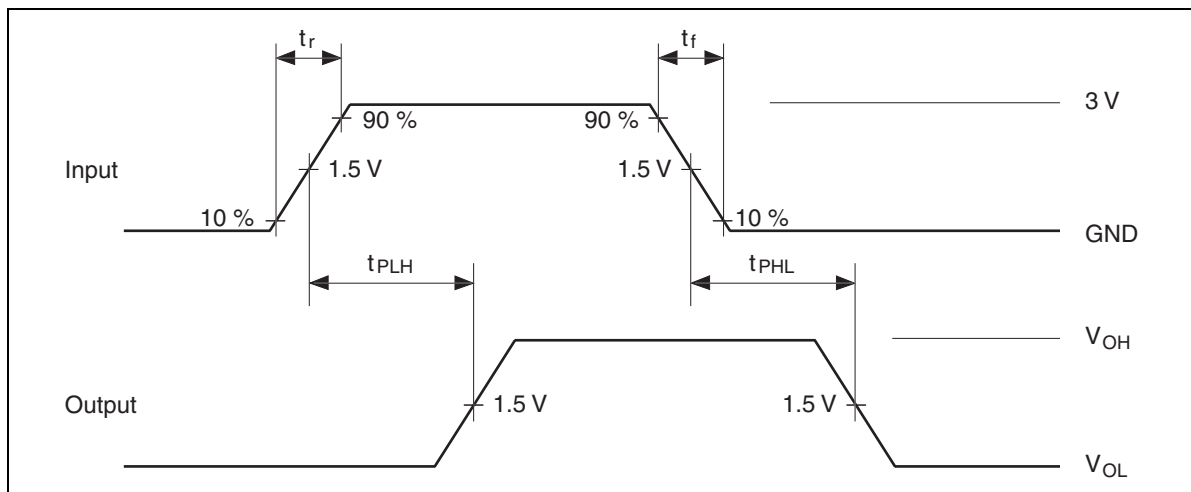 tr
tf
3 V
90 %
90 %
Input
1.5 V
1.5 V
10 %
10 %
GND
tPLH
tPHL
VOH
Output
1.5 V
1.5 V
VOL